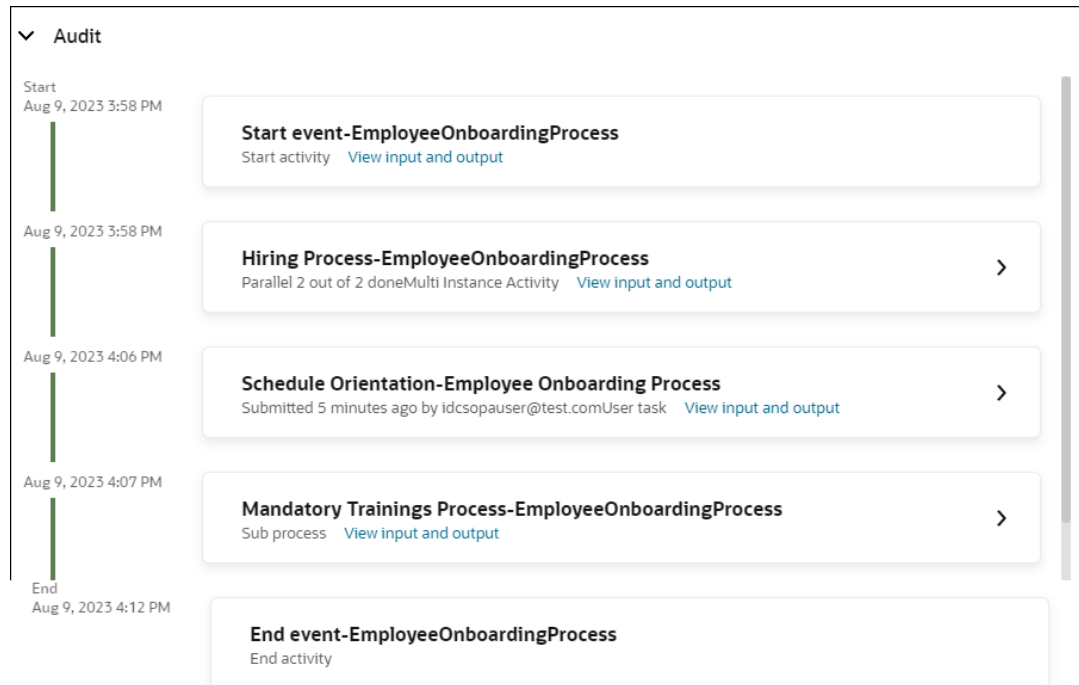 Audit
Start
Aug 9, 2023 3:58 PM
Start event-EmployeeOnboardingProcess
Start activity View input and output
Aug 9, 2023 3:58 PM
Hiring Process-EmployeeOnboardingProcess
Parallel 2 out of 2 doneMulti Instance Activity View input and output
Aug 9, 2023 4:06 PM
Schedule Orientation-Employee Onboarding Process
Submitted 5 minutes ago by idcsopauser@test.comUser task View input and output
Aug 9, 2023 4:07 PM
Mandatory Trainings Process-EmployeeOnboardingProcess
Sub process View input and output
End
Aug 9, 2023 4:12 PM
End event-EmployeeOnboardingProcess
End activity